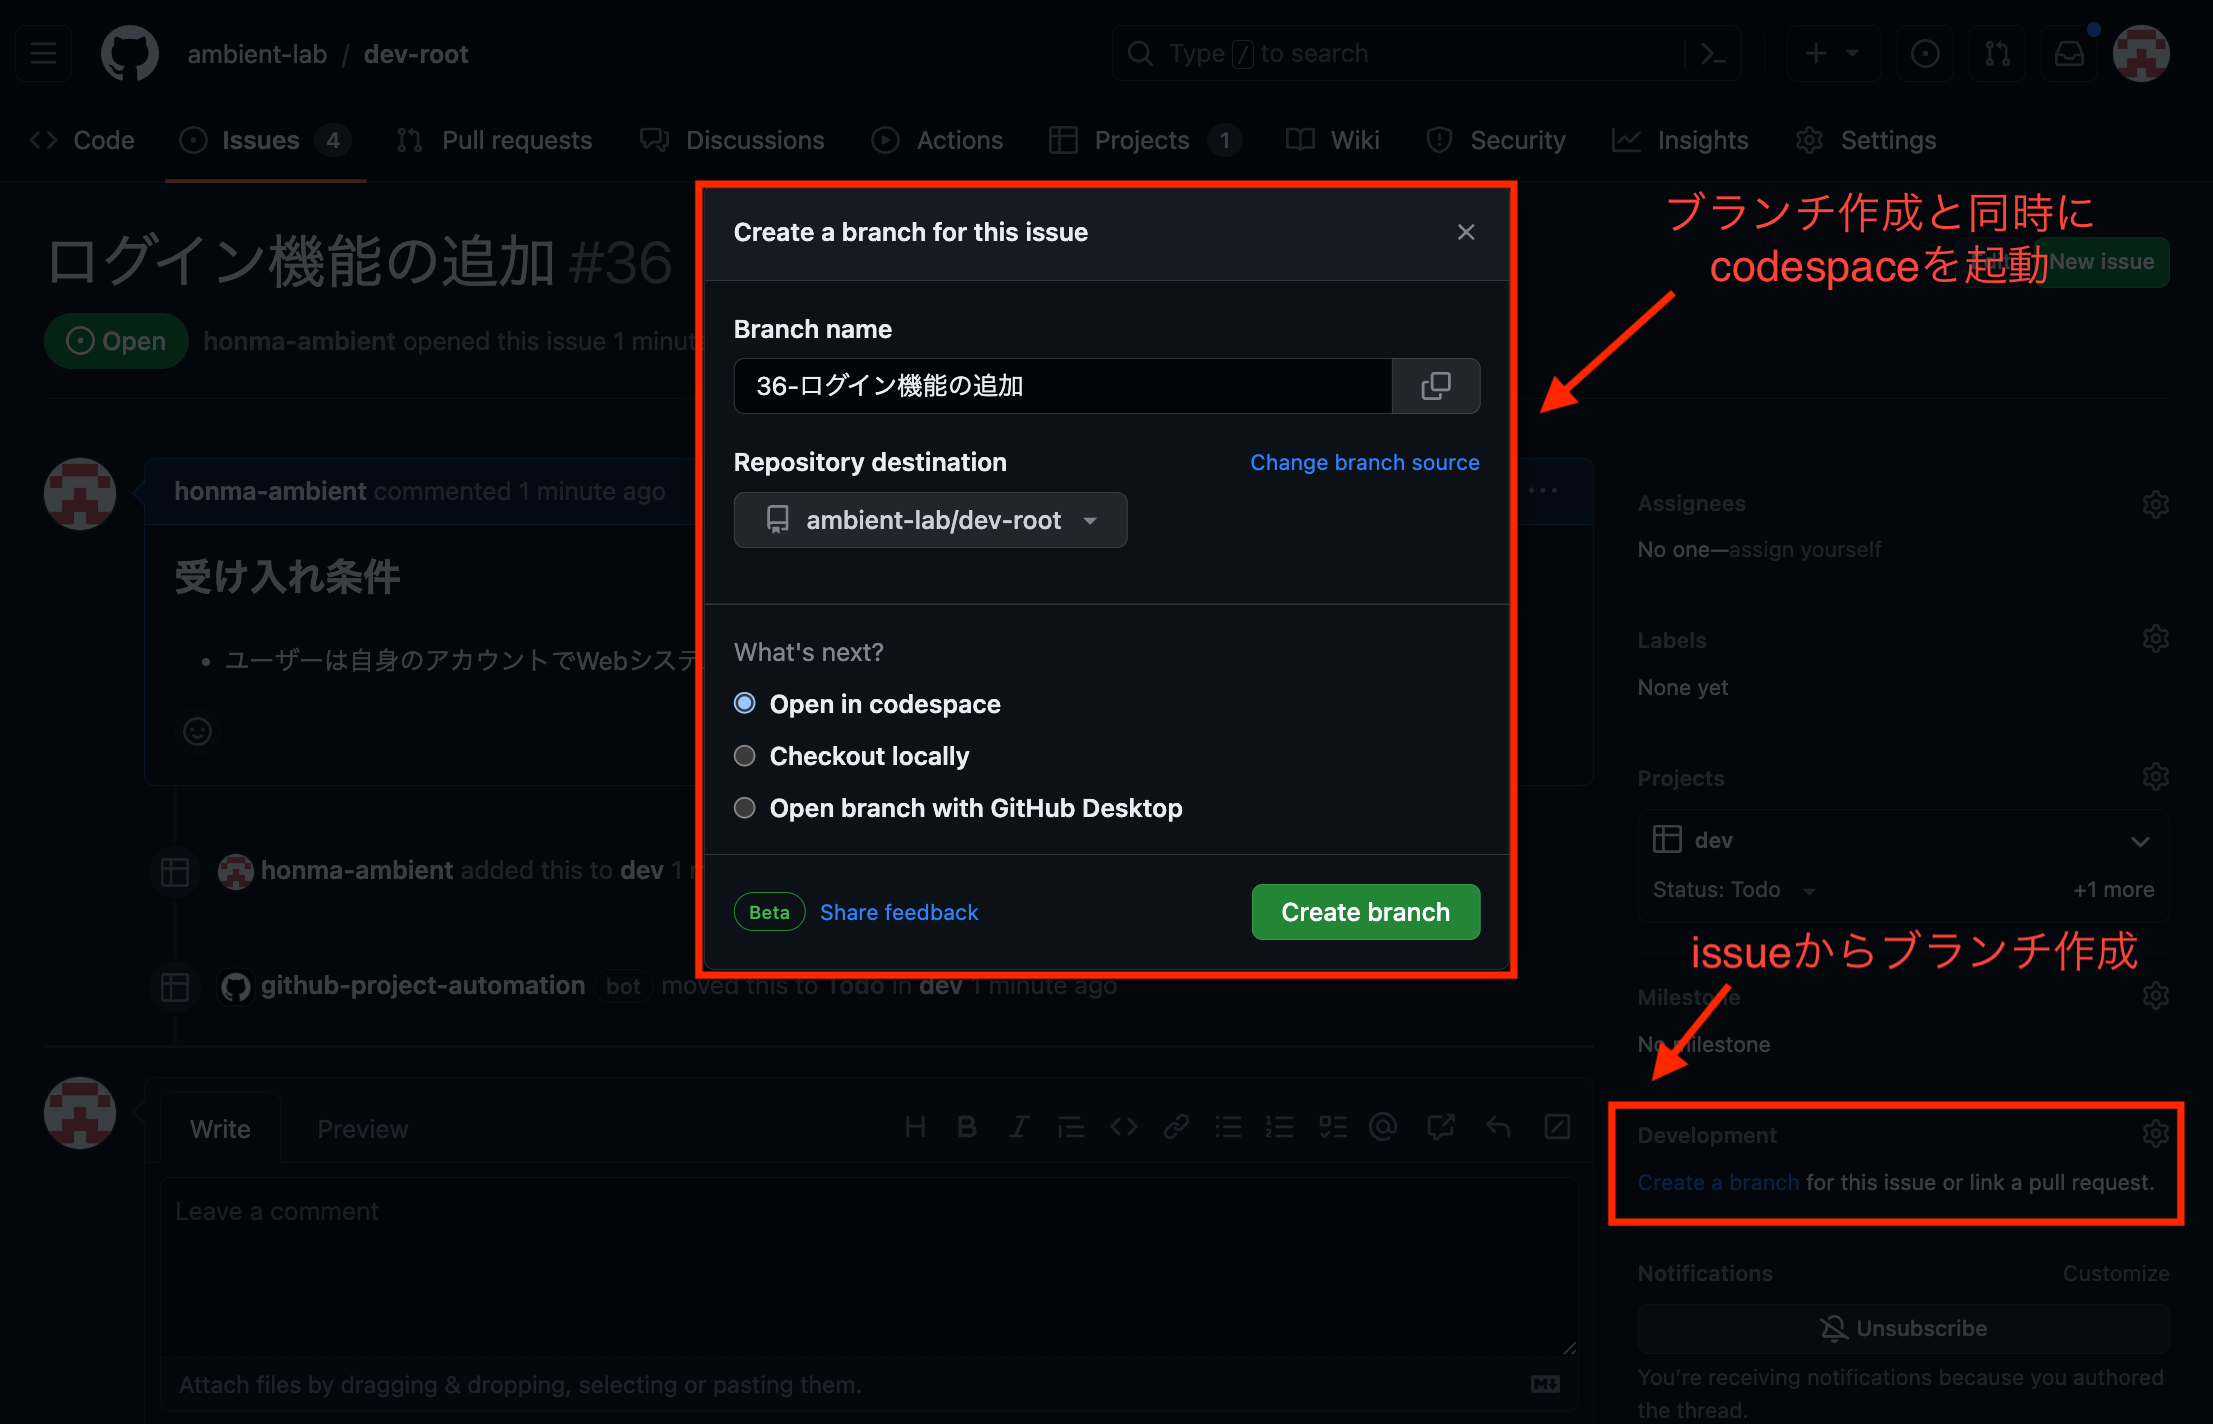 ambient-lab / dev-root
Type / to search
Code
Issues 4
Pull requests
Discussions
Actions
Projects 1
Wiki
Security
Insights
Settings
ログイン機能の追加 #36
New issue
Open
honma-ambient opened this issue 1 minut
ブランチ作成と同時に
codespaceを起動
Create a branch for this issue
Branch name
36-ログイン機能の追加
Repository destination
Change branch source
ambient-lab/dev-root
What's next?
Open in codespace
Checkout locally
Open branch with GitHub Desktop
Beta
Share feedback
Create branch
honma-ambient commented 1 minute ago
受け入れ条件
• ユーザーは自身のアカウントでWebシステ
honma-ambient added this to dev 1
github-project-automation bot moved this to Todo in dev 1 minute ago
Write
Preview
Leave a comment
Attach files by dragging & dropping, selecting or pasting them.
Assignees
No one—assign yourself
Labels
None yet
Projects
dev
Status: Todo
+1 more
issueからブランチ作成
Milestone
No milestone
Development
Create a branch for this issue or link a pull request.
Notifications
Customize
Unsubscribe
You're receiving notifications because you authored
the thread.